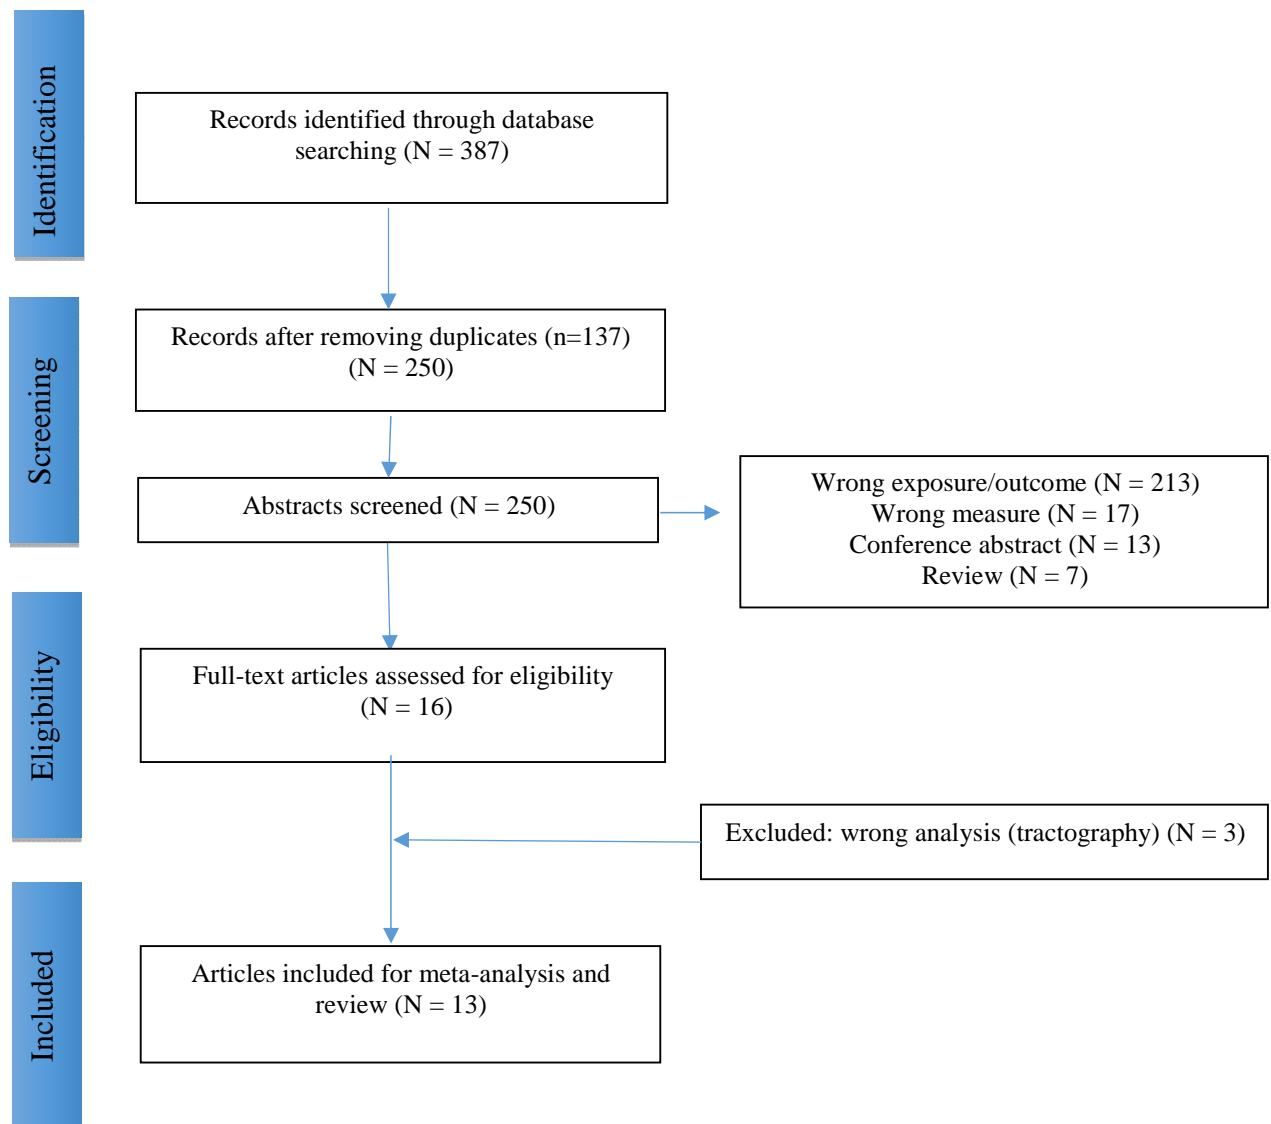 Identification
Records identified through database
searching (N = 387)
Screening
Records after removing duplicates (n=137)
(N = 250)
Abstracts screened (N = 250)
Wrong exposure/outcome (N = 213)
Wrong measure (N = 17)
Conference abstract (N = 13)
Review (N = 7)
Eligibility
Full-text articles assessed for eligibility
(N = 16)
Excluded: wrong analysis (tractography) (N = 3)
Included
Articles included for meta-analysis and
review (N = 13)